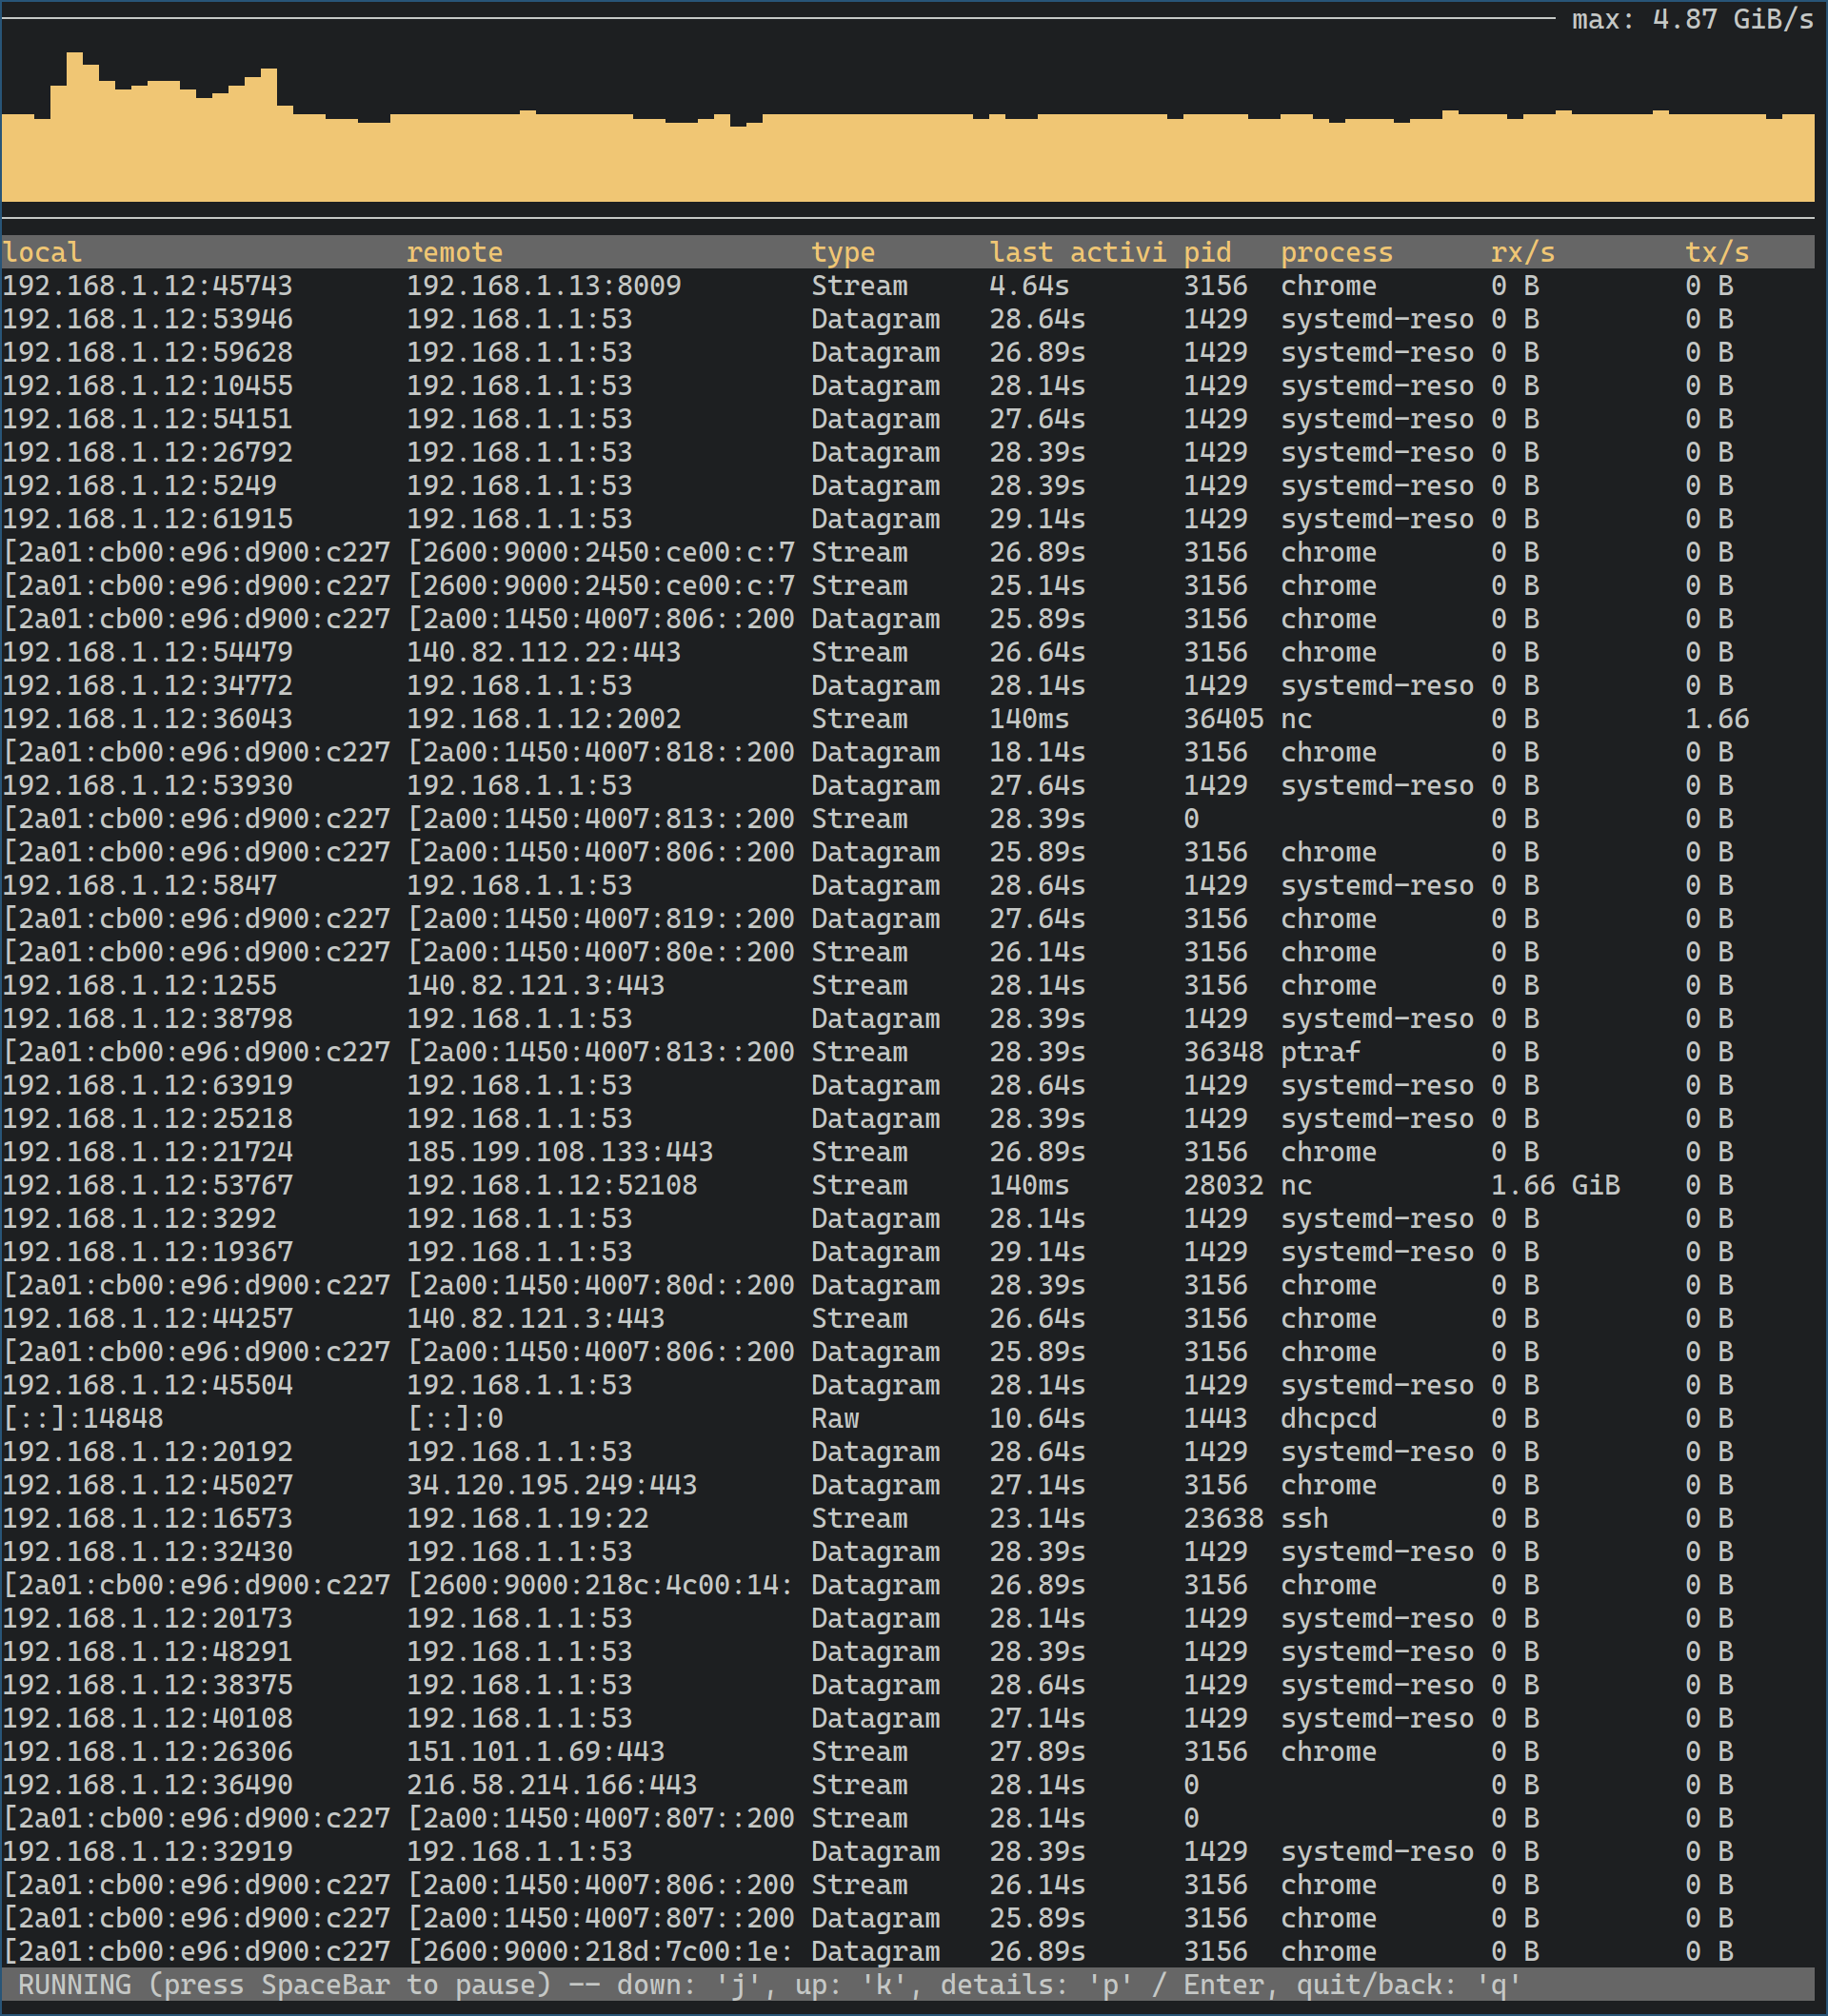 max: 4.87 GiB/s
local remote type last activi pid process rx/s tx/s
192.168.1.12:45743 192.168.1.13:8009 Stream 4.64s 3156 chrome 0 B 0 B
192.168.1.12:53946 192.168.1.1:53 Datagram 28.64s 1429 systemd-reso 0 B 0 B
192.168.1.12:59628 192.168.1.1:53 Datagram 26.89s 1429 systemd-reso 0 B 0 B
192.168.1.12:10455 192.168.1.1:53 Datagram 28.14s 1429 systemd-reso 0 B 0 B
192.168.1.12:54151 192.168.1.1:53 Datagram 27.64s 1429 systemd-reso 0 B 0 B
192.168.1.12:26792 192.168.1.1:53 Datagram 28.39s 1429 systemd-reso 0 B 0 B
192.168.1.12:5249 192.168.1.1:53 Datagram 28.39s 1429 systemd-reso 0 B 0 B
192.168.1.12:61915 192.168.1.1:53 Datagram 29.14s 1429 systemd-reso 0 B 0 B
[2a01:cb00:e96:d900:c227 [2600:9000:2450:ce00:c:7 Stream 26.89s 3156 chrome 0 B 0 B
[2a01:cb00:e96:d900:c227 [2600:9000:2450:ce00:c:7 Stream 25.14s 3156 chrome 0 B 0 B
[2a01:cb00:e96:d900:c227 [2a00:1450:4007:806::200 Datagram 25.89s 3156 chrome 0 B 0 B
192.168.1.12:54479 140.82.112.22:443 Stream 26.64s 3156 chrome 0 B 0 B
192.168.1.12:34772 192.168.1.1:53 Datagram 28.14s 1429 systemd-reso 0 B 0 B
192.168.1.12:36043 192.168.1.12:2002 Stream 140ms 36405 nc 0 B 1.66
[2a01:cb00:e96:d900:c227 [2a00:1450:4007:818::200 Datagram 18.14s 3156 chrome 0 B 0 B
192.168.1.12:53930 192.168.1.1:53 Datagram 27.64s 1429 systemd-reso 0 B 0 B
[2a01:cb00:e96:d900:c227 [2a00:1450:4007:813::200 Stream 28.39s 0 0 B 0 B
[2a01:cb00:e96:d900:c227 [2a00:1450:4007:806::200 Datagram 25.89s 3156 chrome 0 B 0 B
192.168.1.12:5847 192.168.1.1:53 Datagram 28.64s 1429 systemd-reso 0 B 0 B
[2a01:cb00:e96:d900:c227 [2a00:1450:4007:819::200 Datagram 27.64s 3156 chrome 0 B 0 B
[2a01:cb00:e96:d900:c227 [2a00:1450:4007:80e::200 Stream 26.14s 3156 chrome 0 B 0 B
192.168.1.12:1255 140.82.121.3:443 Stream 28.14s 3156 chrome 0 B 0 B
192.168.1.12:38798 192.168.1.1:53 Datagram 28.39s 1429 systemd-reso 0 B 0 B
[2a01:cb00:e96:d900:c227 [2a00:1450:4007:813::200 Stream 28.39s 36348 ptraf 0 B 0 B
192.168.1.12:63919 192.168.1.1:53 Datagram 28.64s 1429 systemd-reso 0 B 0 B
192.168.1.12:25218 192.168.1.1:53 Datagram 28.39s 1429 systemd-reso 0 B 0 B
192.168.1.12:21724 185.199.108.133:443 Stream 26.89s 3156 chrome 0 B 0 B
192.168.1.12:53767 192.168.1.12:52108 Stream 140ms 28032 nc 1.66 GiB 0 B
192.168.1.12:3292 192.168.1.1:53 Datagram 28.14s 1429 systemd-reso 0 B 0 B
192.168.1.12:19367 192.168.1.1:53 Datagram 29.14s 1429 systemd-reso 0 B 0 B
[2a01:cb00:e96:d900:c227 [2a00:1450:4007:80d::200 Datagram 28.39s 3156 chrome 0 B 0 B
192.168.1.12:44257 140.82.121.3:443 Stream 26.64s 3156 chrome 0 B 0 B
[2a01:cb00:e96:d900:c227 [2a00:1450:4007:806::200 Datagram 25.89s 3156 chrome 0 B 0 B
192.168.1.12:45504 192.168.1.1:53 Datagram 28.14s 1429 systemd-reso 0 B 0 B
[::]:14848 [::]:0 Raw 10.64s 1443 dhcpcd 0 B 0 B
192.168.1.12:20192 192.168.1.1:53 Datagram 28.64s 1429 systemd-reso 0 B 0 B
192.168.1.12:45027 34.120.195.249:443 Datagram 27.14s 3156 chrome 0 B 0 B
192.168.1.12:16573 192.168.1.19:22 Stream 23.14s 23638 ssh 0 B 0 B
192.168.1.12:32430 192.168.1.1:53 Datagram 28.39s 1429 systemd-reso 0 B 0 B
[2a01:cb00:e96:d900:c227 [2600:9000:218c:4c00:14: Datagram 26.89s 3156 chrome 0 B 0 B
192.168.1.12:20173 192.168.1.1:53 Datagram 28.14s 1429 systemd-reso 0 B 0 B
192.168.1.12:48291 192.168.1.1:53 Datagram 28.39s 1429 systemd-reso 0 B 0 B
192.168.1.12:38375 192.168.1.1:53 Datagram 28.64s 1429 systemd-reso 0 B 0 B
192.168.1.12:40108 192.168.1.1:53 Datagram 27.14s 1429 systemd-reso 0 B 0 B
192.168.1.12:26306 151.101.1.69:443 Stream 27.89s 3156 chrome 0 B 0 B
192.168.1.12:36490 216.58.214.166:443 Stream 28.14s 0 0 B 0 B
[2a01:cb00:e96:d900:c227 [2a00:1450:4007:807::200 Stream 28.14s 0 0 B 0 B
192.168.1.12:32919 192.168.1.1:53 Datagram 28.39s 1429 systemd-reso 0 B 0 B
[2a01:cb00:e96:d900:c227 [2a00:1450:4007:806::200 Stream 26.14s 3156 chrome 0 B 0 B
[2a01:cb00:e96:d900:c227 [2a00:1450:4007:807::200 Datagram 25.89s 3156 chrome 0 B 0 B
[2a01:cb00:e96:d900:c227 [2600:9000:218d:7c00:1e: Datagram 26.89s 3156 chrome 0 B 0 B
RUNNING (press SpaceBar to pause) -- down: 'j', up: 'k', details: 'p' / Enter, quit/back: 'q'